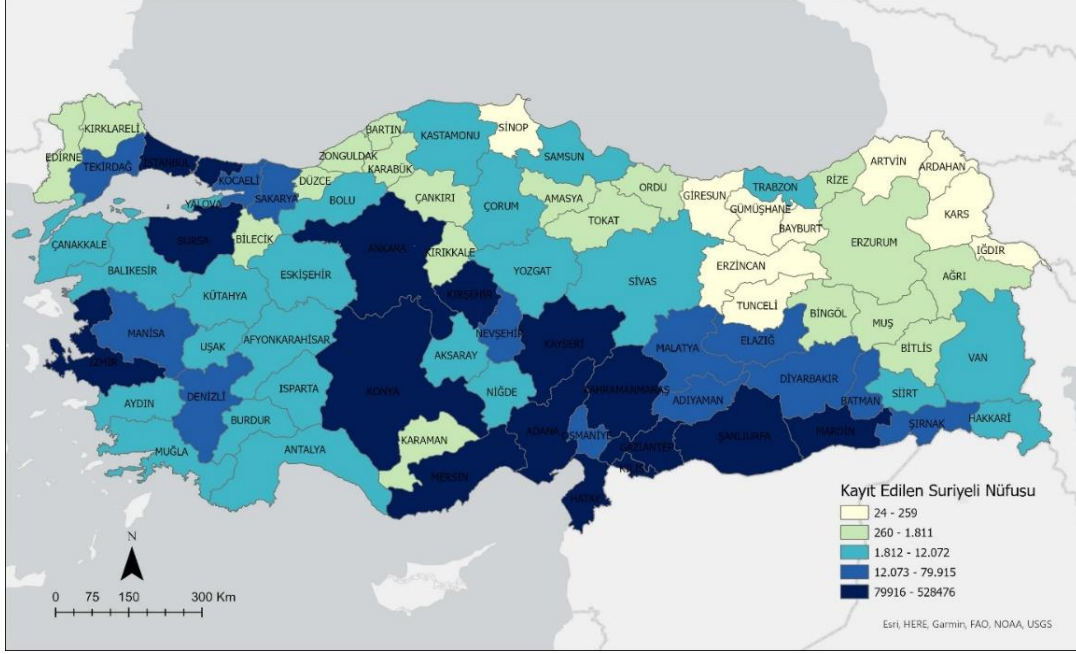 KIRKLARELİ
EDİRNE
TEKİRDAĞ
İSTANBUL
KOCAELİ
YALOVA
SAKARYA
DÜZCE
ZONGULDAK
BARTIN
KARABÜK
KASTAMONU
SİNOP
SAMSUN
BOLU
ÇANKIRI
ÇORUM
AMASYA
ORDU
TOKAT
GİRESUN
TRABZON
GÜMÜŞHANE
BAYBURT
RİZE
ARTVİN
ARDAHAN
KARS
IĞDIR
ERZURUM
AĞRI
ERZİNCAN
TUNCELİ
BİNGÖL
MUŞ
BİTLİS
VAN
ÇANAKKALE
BALIKESİR
BURSA
BİLECİK
KÜTAHYA
ESKİŞEHİR
ANKARA
KIRIKKALE
KIRŞEHİR
YOZGAT
SİVAS
NEVŞEHİR
KAYSERİ
MALATYA
ELAZIĞ
DİYARBAKIR
BATMAN
SİİRT
ŞIRNAK
HAKKARİ
MANİSA
İZMİR
UŞAK
AFYONKARAHİSAR
AYDIN
DENİZLİ
ISPARTA
BURDUR
MUĞLA
ANTALYA
KONYA
AKSARAY
NİĞDE
KARAMAN
MERSİN
ADANA
OSMANİYE
KAHRAMANMARAŞ
ADIYAMAN
GAZİANTEP
KİLİS
HATAY
ŞANLIURFA
MARDİN
Kayıt Edilen Suriyeli Nüfusu
24 - 259
260 - 1.811
1.812 - 12.072
12.073 - 79.915
79916 - 528476
N
0 75 150 300 Km
Esri, HERE, Garmin, FAO, NOAA, USGS